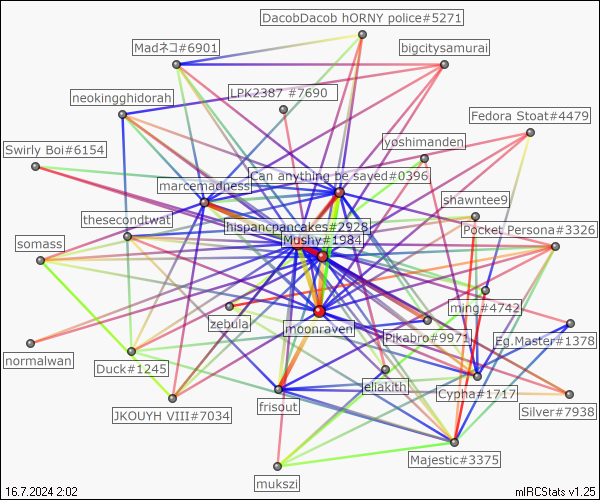 DacobDacob hORNY police#5271
Madネコ#6901
bigcitysamurai
LPK2387 #7690
neokingghidorah
Fedora Stoat#4479
yoshimanden
Swirly Boi#6154
Can anything be saved#0396
marcemadness
shawntee9
thesecondtwat
hispancpancakes#2928
Pocket Persona#3326
Mushy#1984
somass
ming#4742
zebula
moonraven
Pikabro#9971
Eg.Master#1378
normalwan
Duck#1245
eliakith
Cypha#1717
JKOUYH VIII#7034
frisout
Silver#7938
Majestic#3375
mukszi
16.7.2024 2:02
mIRCStats v1.25